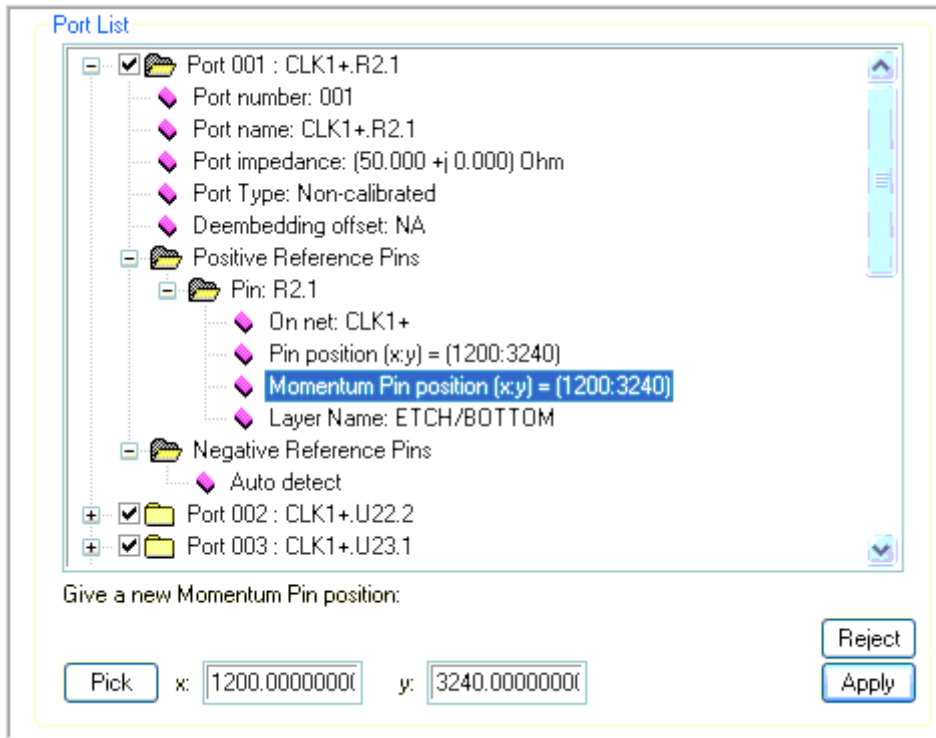 Port List
Port 001 : CLK1+.R2.1
Port number: 001
Port name: CLK1+.R2.1
Port impedance: (50.000 +j 0.000) Ohm
Port Type: Non-calibrated
Deembedding offset: NA
Positive Reference Pins
Pin: R2.1
On net: CLK1+
Pin position (x:y) = (1200:3240)
Momentum Pin position (x:y) = (1200:3240)
Layer Name: ETCH/BOTTOM
Negative Reference Pins
Auto detect
Port 002 : CLK1+.U22.2
Port 003 : CLK1+.U23.1
Give a new Momentum Pin position:
Reject
Pick x: 1200.0000000( y: 3240.0000000( Apply